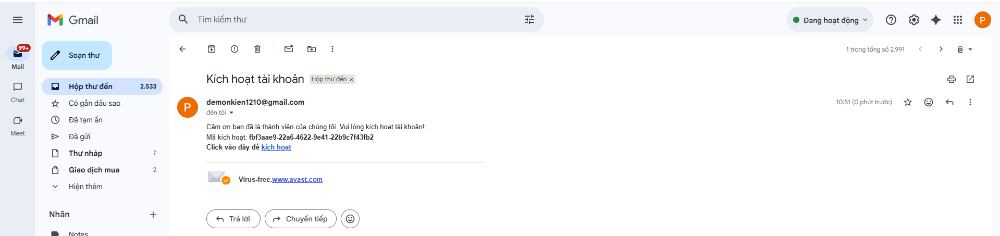 Gmail
Tìm kiếm thư
Đang hoạt động
P
99+
Mail
Chat
Meet
Soạn thư
Hộp thư đến 2.533
Có gắn dấu sao
Đã tạm ẩn
Đã gửi
Thư nháp 7
Giao dịch mua 2
Hiện thêm
Nhãn
Notes
1 trong tổng số 2.991
ê
Kích hoạt tài khoản
Hộp thư đến ×
P
demonkien1210@gmail.com
10:51 (0 phút trước)
đến tôi
Cảm ơn bạn đã là thành viên của chúng tôi. Vui lòng kích hoạt tài khoản!:
Mã kích hoạt: fbf3aae9-22a6-4622-9e41-22b9c7f43fb2
Click vào đây để kích hoạt
Virus-free.www.avast.com
Trả lời
Chuyển tiếp